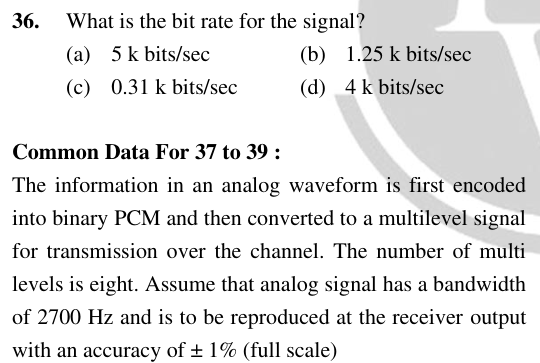 36. What is the bit rate for the signal?
(a) 5 k bits/sec (b) 1.25 k bits/sec
(c) 0.31 k bits/sec (d) 4 k bits/sec
Common Data For 37 to 39 :
The information in an analog waveform is first encoded
into binary PCM and then converted to a multilevel signal
for transmission over the channel. The number of multi
levels is eight. Assume that analog signal has a bandwidth
of 2700 Hz and is to be reproduced at the receiver output
with an accuracy of ± 1% (full scale)